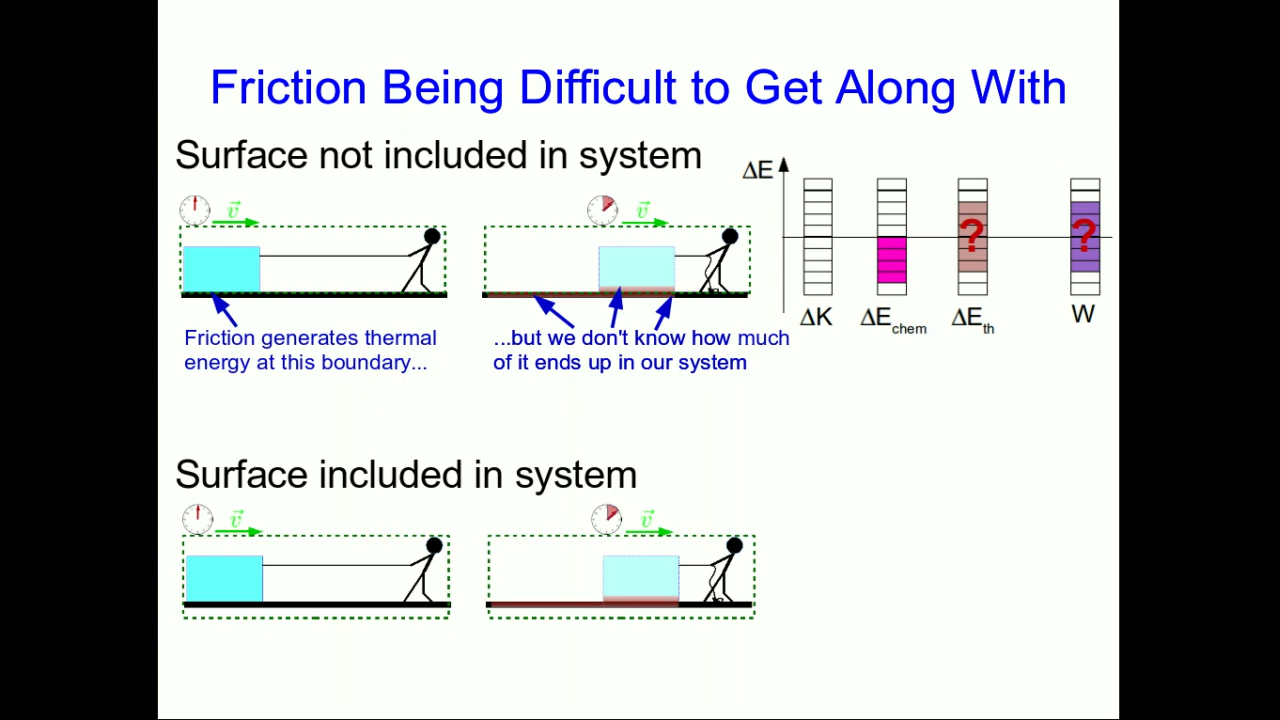 Friction Being Difficult to Get Along With
Surface not included in system
ΔE
v⃗
v⃗
?
?
ΔK
ΔE_chem
ΔE_th
W
Friction generates thermal
energy at this boundary...
...but we don't know how much
of it ends up in our system
Surface included in system
v⃗
v⃗